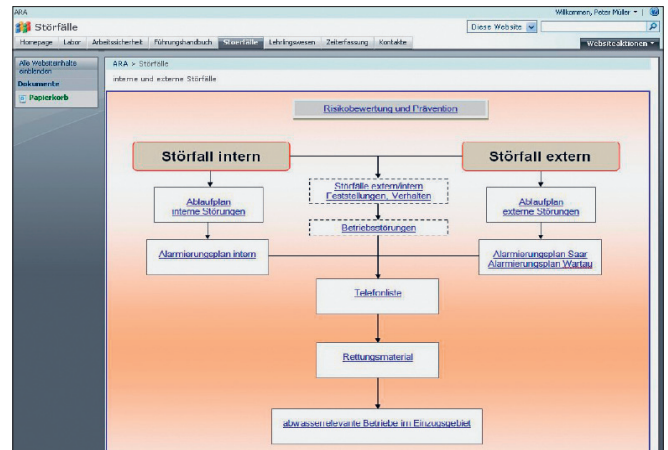 ARA
Willkommen, Peter Müller
Störfälle
Diese Website
Homepage Labor Arbeitssicherheit Führungshandbuch Stoerfälle Lehrlingswesen Zeiterfassung Kontakte
Websiteaktionen
Alle Websiteinhalte
einblenden
Dokumente
Papierkorb
ARA > Störfälle
interne und externe Störfälle
Risikobewertung und Prävention
Störfall intern
Störfall extern
Störfälle extern/intern
Feststellungen, Verhalten
Ablaufplan
interne Störungen
Ablaufplan
externe Störungen
Betriebsstörungen
Alarmierungsplan intern
Alarmierungsplan Saar
Alarmierungsplan Wartau
Telefonliste
Rettungsmaterial
abwasserrelevante Betriebe im Einzugsgebiet